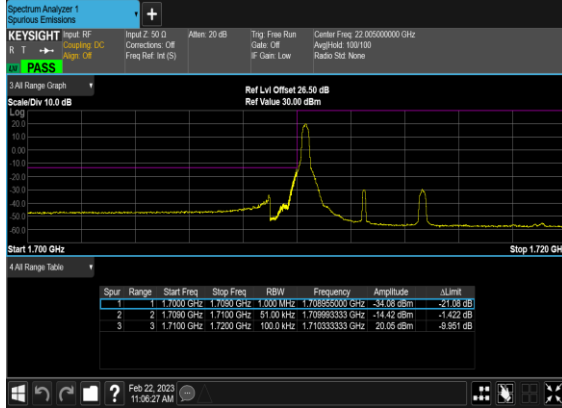 Spectrum Analyzer 1
Spurious Emissions
KEYSIGHT Input: RF Input Z: 50 Ω Atten: 20 dB Trig: Free Run Center Freq: 22.005000000 GHz
R T Coupling: DC Corrections: Off Gate: Off Avg|Hold: 100/100
Align: Off Freq Ref: Int (S) IF Gain: Low Radio Std: None
PASS
3 All Range Graph
Ref Lvl Offset 26.50 dB
Scale/Div 10.0 dB Ref Value 30.00 dBm
Log
20.0
10.0
0.00
-10.0
-20.0
-30.0
-40.0
-50.0
-60.0
Start 1.700 GHz Stop 1.720 GH
4 All Range Table
Spur Range Start Freq Stop Freq RBW Frequency Amplitude ΔLimit
1 1 1.7000 GHz 1.7090 GHz 1.000 MHz 1.708955000 GHz -34.08 dBm -21.08 dB
2 2 1.7090 GHz 1.7100 GHz 51.00 kHz 1.709993333 GHz -14.42 dBm -1.422 dB
3 3 1.7100 GHz 1.7200 GHz 100.0 kHz 1.710333333 GHz 20.05 dBm -9.951 dB
Feb 22, 2023
11:06:27 AM